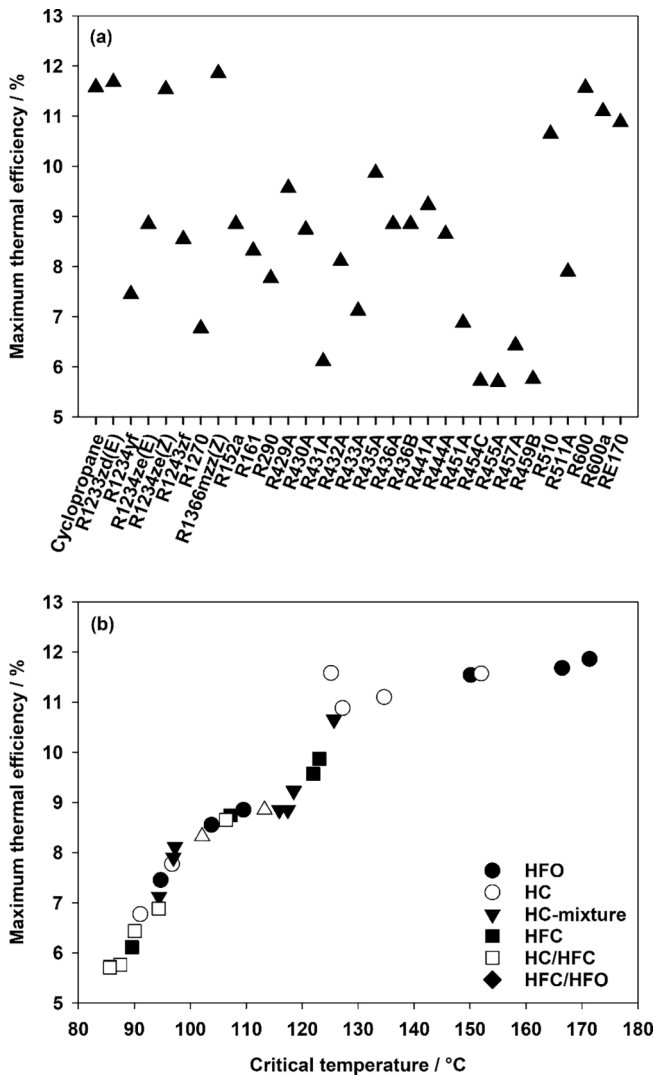 (a)
Maximum thermal efficiency / %
13
12
11
10
9
8
7
6
5
Cyclopropane
R1233zd(E)
R1234yf
R1234ze(E)
R1234ze(Z)
R1243zf
R1270
R1366mzz(Z)
R152a
R161
R290
R429A
R430A
R431A
R432A
R433A
R435A
R436A
R436B
R441A
R444A
R451A
R454C
R455A
R457A
R459B
R510
R511A
R600
R600a
RE170
(b)
Maximum thermal efficiency / %
13
12
11
10
9
8
7
6
5
HFO
HC
HC-mixture
HFC
HC/HFC
HFC/HFO
80 90 100 110 120 130 140 150 160 170 180
Critical temperature / °C